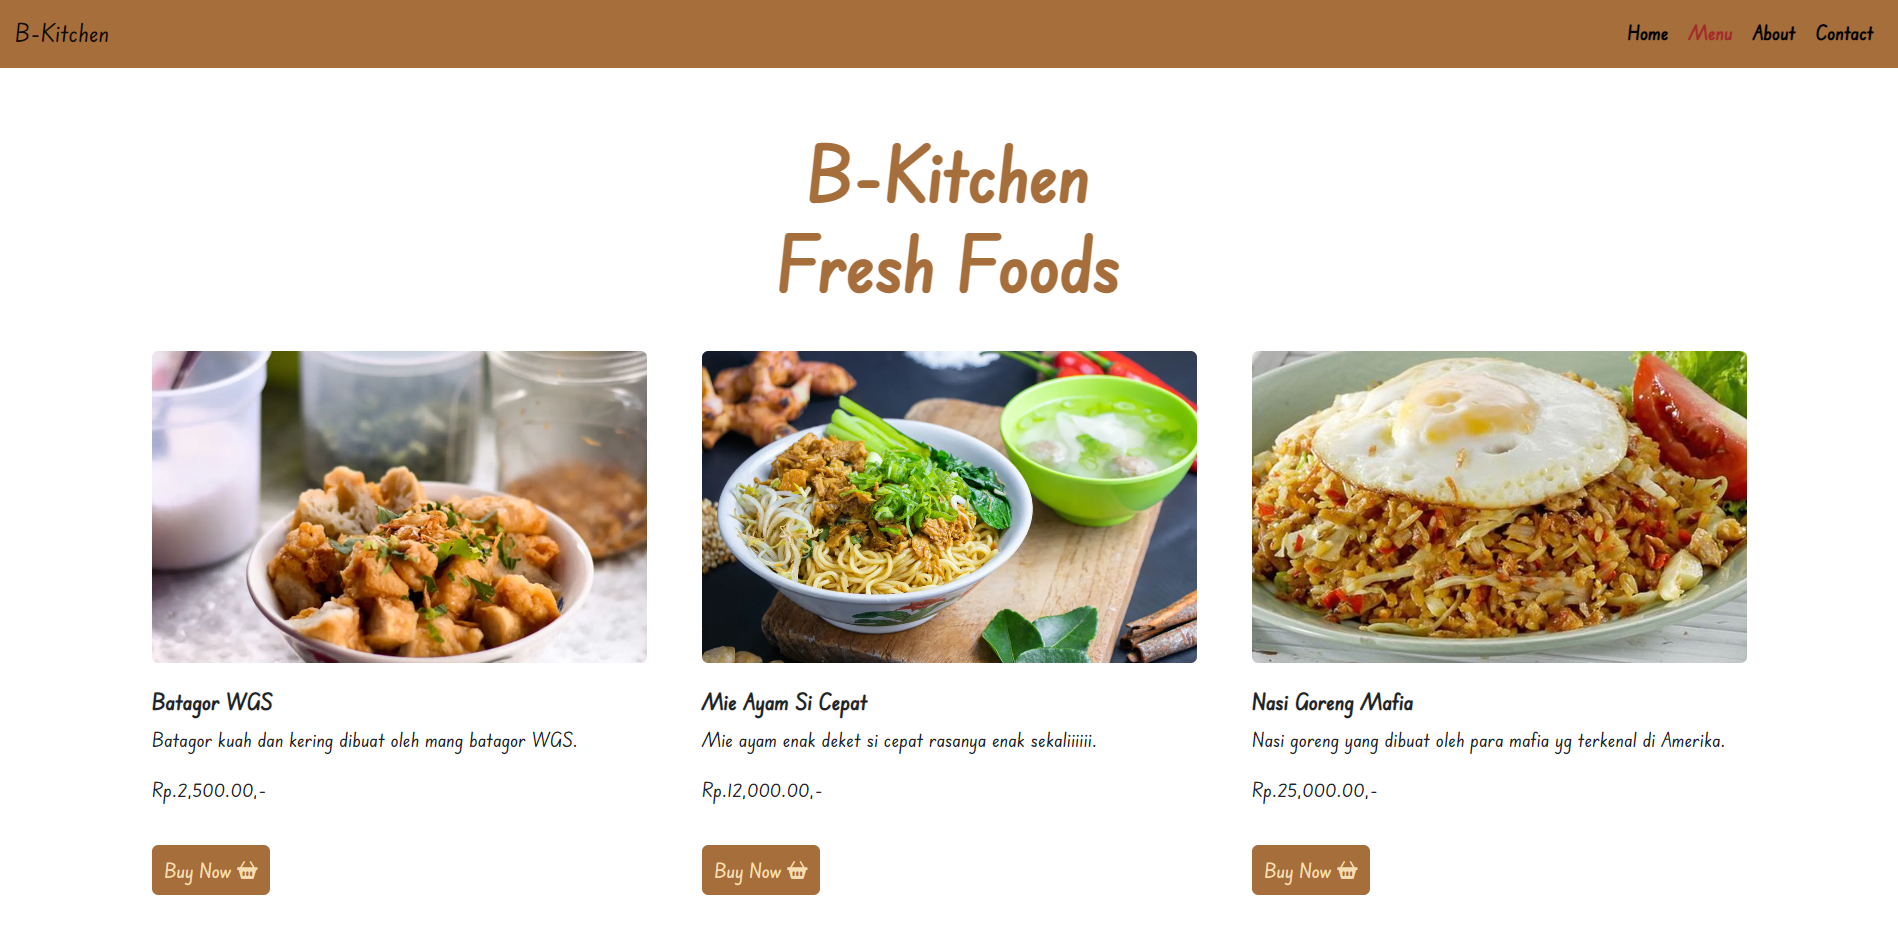 B-Kitchen
Home Menu About Contact
B-Kitchen
Fresh Foods
Batagor WGS
Batagor kuah dan kering dibuat oleh mang batagor WGS.
Rp.2,500.00,-
Buy Now
Mie Ayam Si Cepat
Mie ayam enak deket si cepat rasanya enak sekaliiiiiii.
Rp.12,000.00,-
Buy Now
Nasi Goreng Mafia
Nasi goreng yang dibuat oleh para mafia yg terkenal di Amerika.
Rp.25,000.00,-
Buy Now